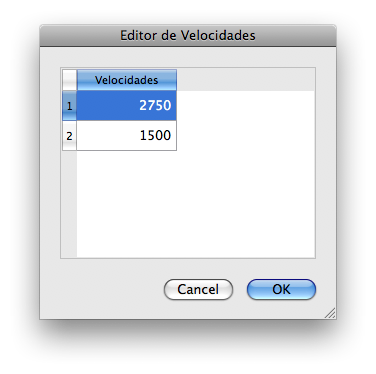 Editor de Velocidades
Velocidades
1 2750
2 1500
Cancel OK